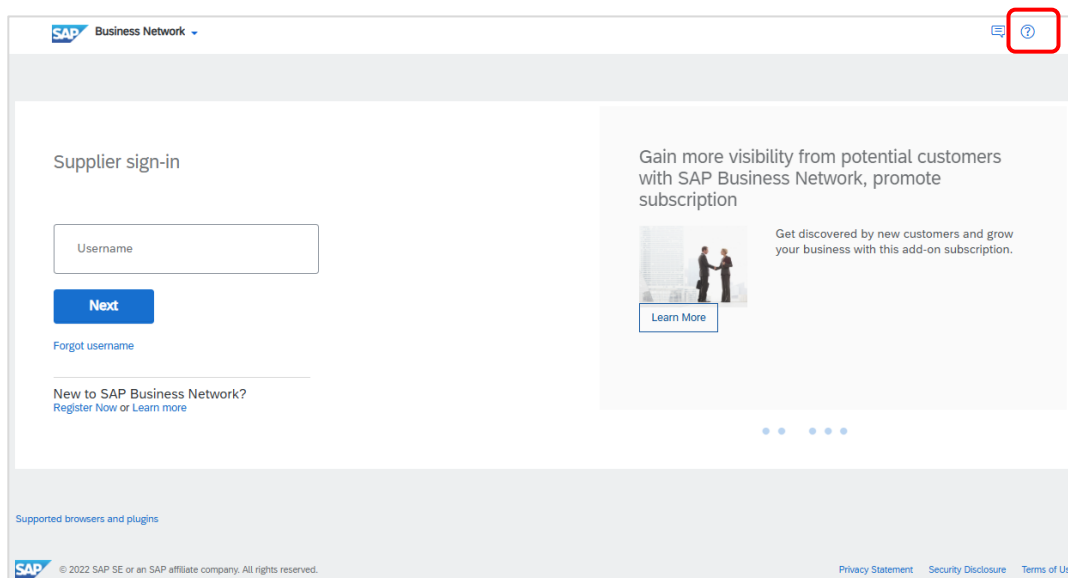 SAP Business Network
?
Supplier sign-in
Username
Next
Forgot username
New to SAP Business Network?
Register Now or Learn more
Gain more visibility from potential customers
with SAP Business Network, promote
subscription
Get discovered by new customers and grow
your business with this add-on subscription.
Learn More
Supported browsers and plugins
SAP © 2022 SAP SE or an SAP affiliate company. All rights reserved.
Privacy Statement Security Disclosure Terms of